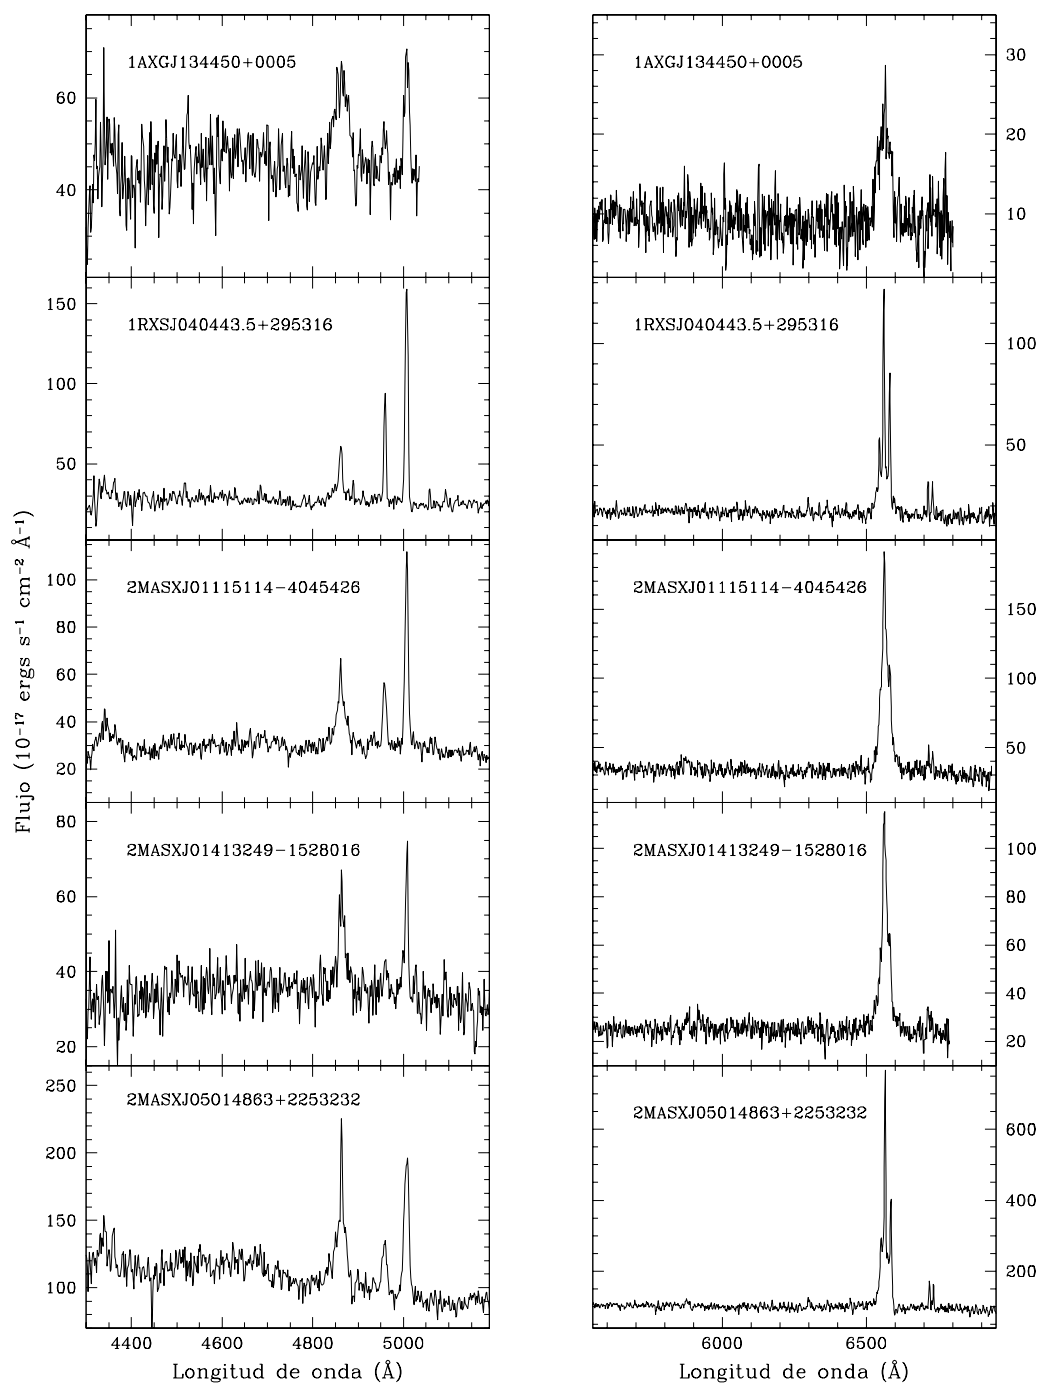 1AXGJ134450+0005
60
40
1AXGJ134450+0005
30
20
10
1RXSJ040443.5+295316
150
100
50
1RXSJ040443.5+295316
100
50
2MASXJ01115114-4045426
100
80
60
40
20
2MASXJ01115114-4045426
150
100
50
2MASXJ01413249-1528016
80
60
40
20
2MASXJ01413249-1528016
100
80
60
40
20
2MASXJ05014863+2253232
250
200
150
100
2MASXJ05014863+2253232
600
400
200
Flujo (10⁻¹⁷ ergs s⁻¹ cm⁻² Å⁻¹)
4400 4600 4800 5000
6000 6500
Longitud de onda (Å)
Longitud de onda (Å)